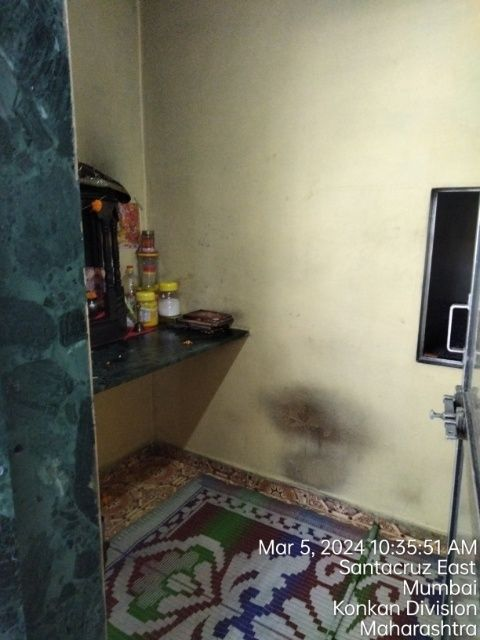 Mar 5, 2024 10:35:51 AM
Santacruz East
Mumbai
Konkan Division
Maharashtra